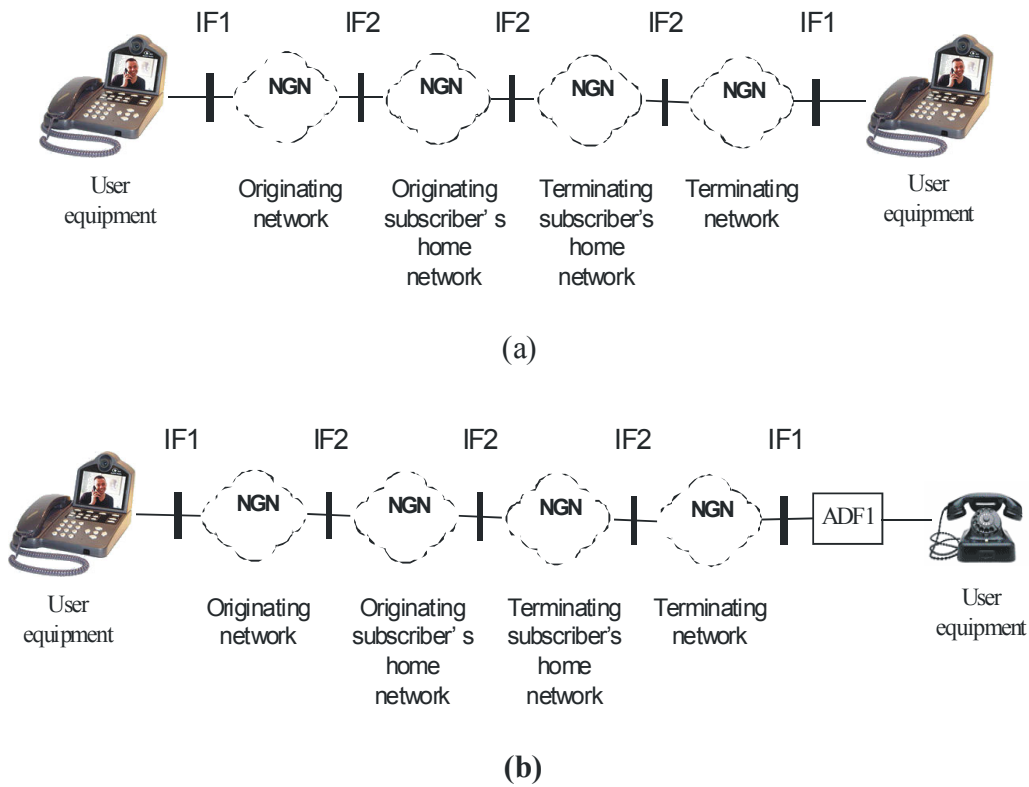 IF1 IF2 IF2 IF2 IF1
NGN NGN NGN NGN
User
equipment
Originating
network
Originating
subscriber' s
home
network
Terminating
subscriber's
home
network
Terminating
network
User
equipment
(a)
IF1 IF2 IF2 IF2 IF1
NGN NGN NGN NGN
ADF1
User
equipment
Originating
network
Originating
subscriber' s
home
network
Terminating
subscriber's
home
network
Terminating
network
User
equipment
(b)